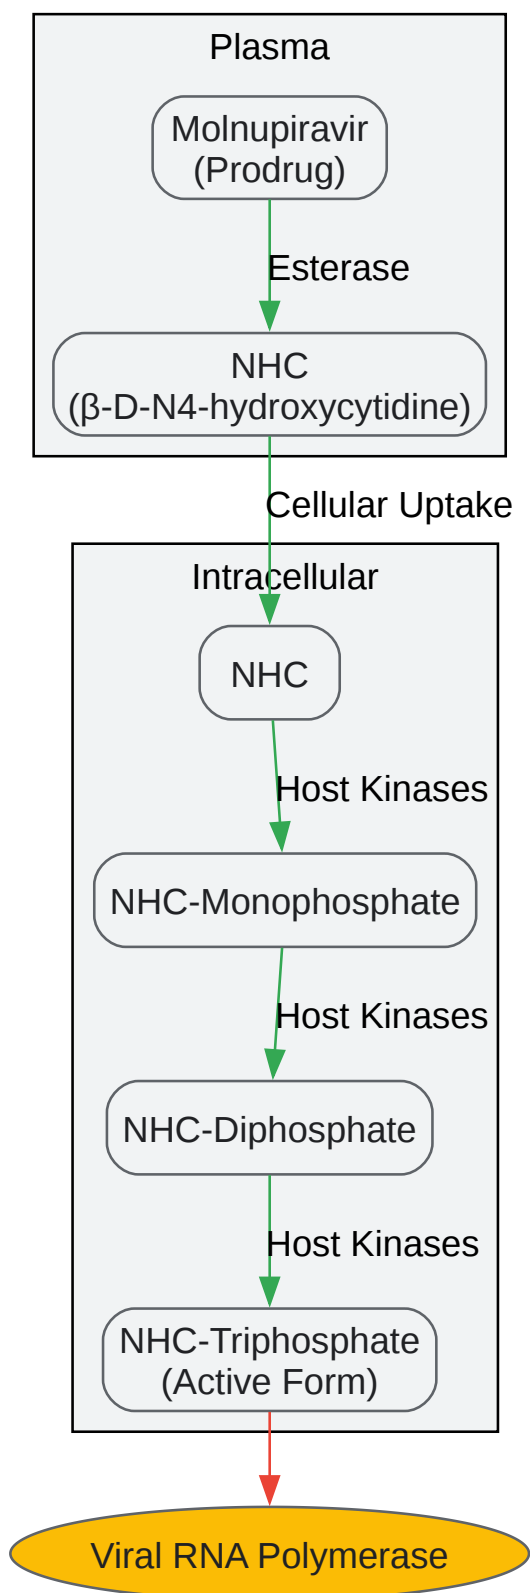 Plasma
Molnupiravir
(Prodrug)
Esterase
NHC
(β-D-N4-hydroxycytidine)
Cellular Uptake
Intracellular
NHC
Host Kinases
NHC-Monophosphate
Host Kinases
NHC-Diphosphate
Host Kinases
NHC-Triphosphate
(Active Form)
Viral RNA Polymerase